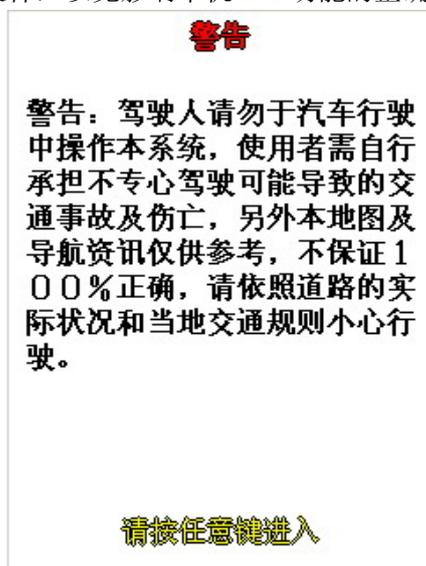 警告
警告：驾驶人请勿于汽车行驶
中操作本系统，使用者需自行
承担不专心驾驶可能导致的交
通事故及伤亡，另外本地图及
导航资讯仅供参考，不保证１
００％正确，请依照道路的实
际状况和当地交通规则小心行
驶。
请按任意键进入